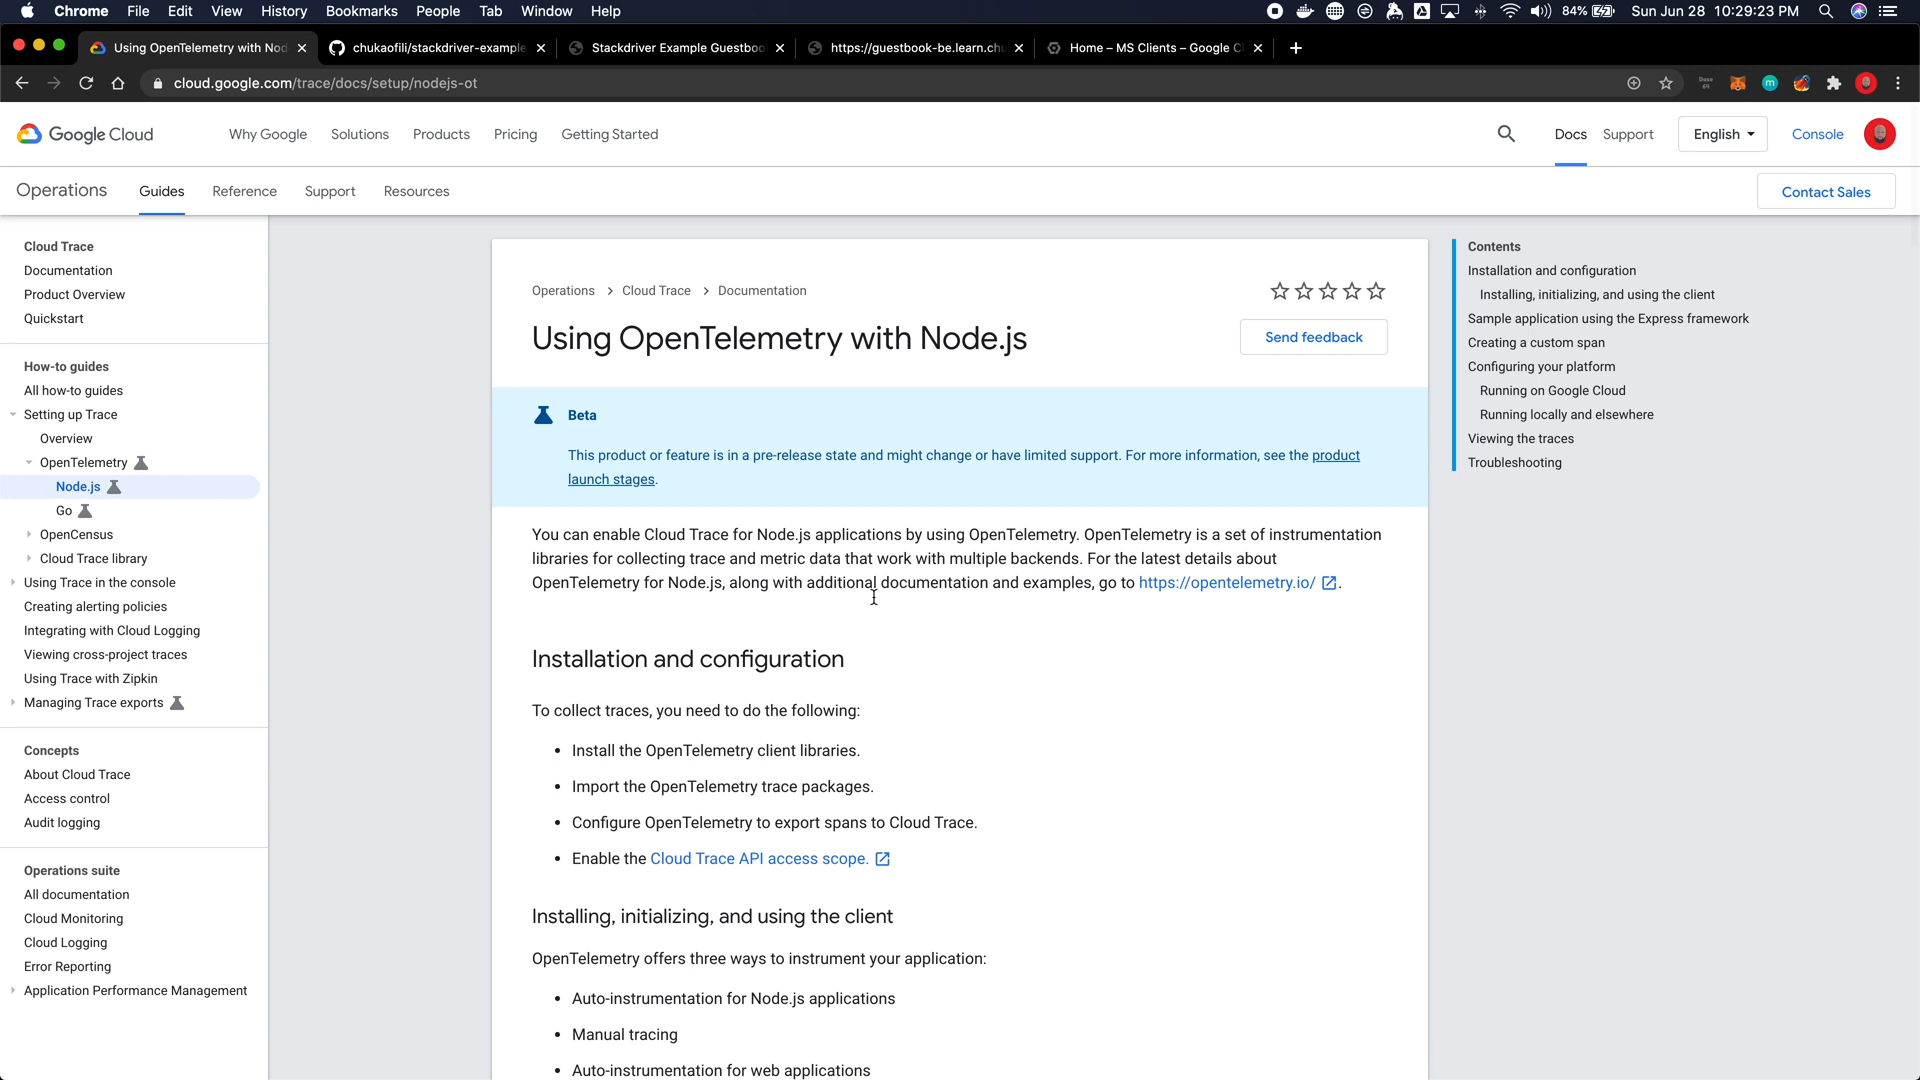 Chrome File Edit View History Bookmarks People Tab Window Help 84% Sun Jun 28 10:29:23 PM
Using OpenTelemetry with Nod chukaofili/stackdriver-example Stackdriver Example Guestboo https://guestbook-be.learn.ch Home – MS Clients – Google C
cloud.google.com/trace/docs/setup/nodejs-ot
Google Cloud Why Google Solutions Products Pricing Getting Started Docs Support English Console
Operations Guides Reference Support Resources Contact Sales
Cloud Trace
Documentation
Product Overview
Quickstart
How-to guides
All how-to guides
Setting up Trace
Overview
OpenTelemetry
Node.js
Go
OpenCensus
Cloud Trace library
Using Trace in the console
Creating alerting policies
Integrating with Cloud Logging
Viewing cross-project traces
Using Trace with Zipkin
Managing Trace exports
Concepts
About Cloud Trace
Access control
Audit logging
Operations suite
All documentation
Cloud Monitoring
Cloud Logging
Error Reporting
Application Performance Management
Operations > Cloud Trace > Documentation
Using OpenTelemetry with Node.js
Send feedback
Beta
This product or feature is in a pre-release state and might change or have limited support. For more information, see the product
launch stages.
You can enable Cloud Trace for Node.js applications by using OpenTelemetry. OpenTelemetry is a set of instrumentation
libraries for collecting trace and metric data that work with multiple backends. For the latest details about
OpenTelemetry for Node.js, along with additional documentation and examples, go to https://opentelemetry.io/ .
Installation and configuration
To collect traces, you need to do the following:
• Install the OpenTelemetry client libraries.
• Import the OpenTelemetry trace packages.
• Configure OpenTelemetry to export spans to Cloud Trace.
• Enable the Cloud Trace API access scope.
Installing, initializing, and using the client
OpenTelemetry offers three ways to instrument your application:
• Auto-instrumentation for Node.js applications
• Manual tracing
• Auto-instrumentation for web applications
Contents
Installation and configuration
Installing, initializing, and using the client
Sample application using the Express framework
Creating a custom span
Configuring your platform
Running on Google Cloud
Running locally and elsewhere
Viewing the traces
Troubleshooting